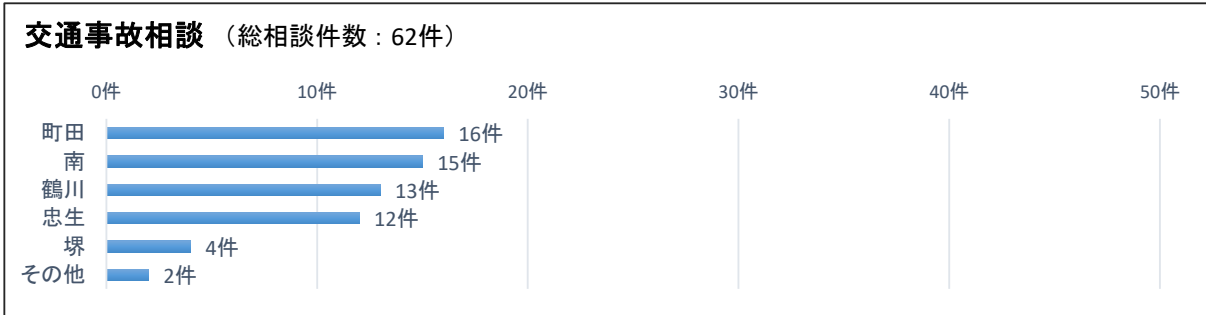 交通事故相談 （総相談件数：62件）
0件 10件 20件 30件 40件 50件
町田 16件
南 15件
鶴川 13件
忠生 12件
堺 4件
その他 2件